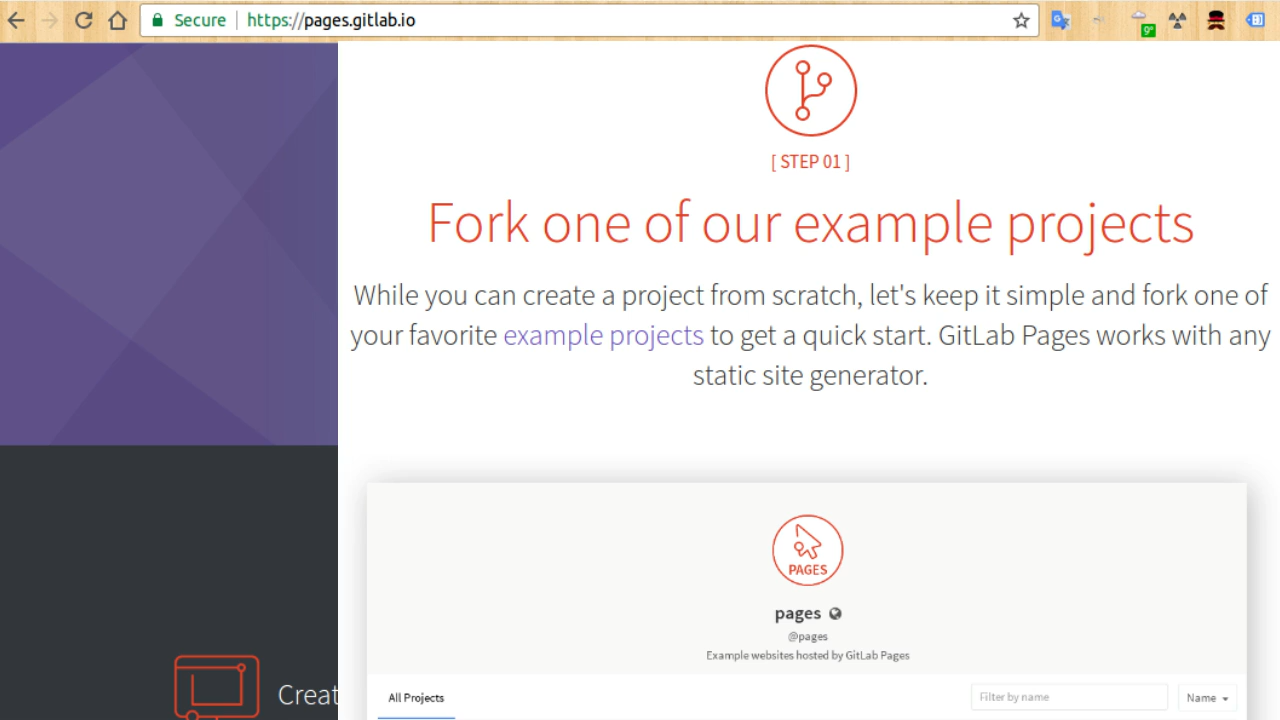 Secure https://pages.gitlab.io
9°
[ STEP 01 ]
Fork one of our example projects
While you can create a project from scratch, let's keep it simple and fork one of
your favorite example projects to get a quick start. GitLab Pages works with any
static site generator.
PAGES
pages
@pages
Example websites hosted by GitLab Pages
All Projects
Filter by name
Name
Creat